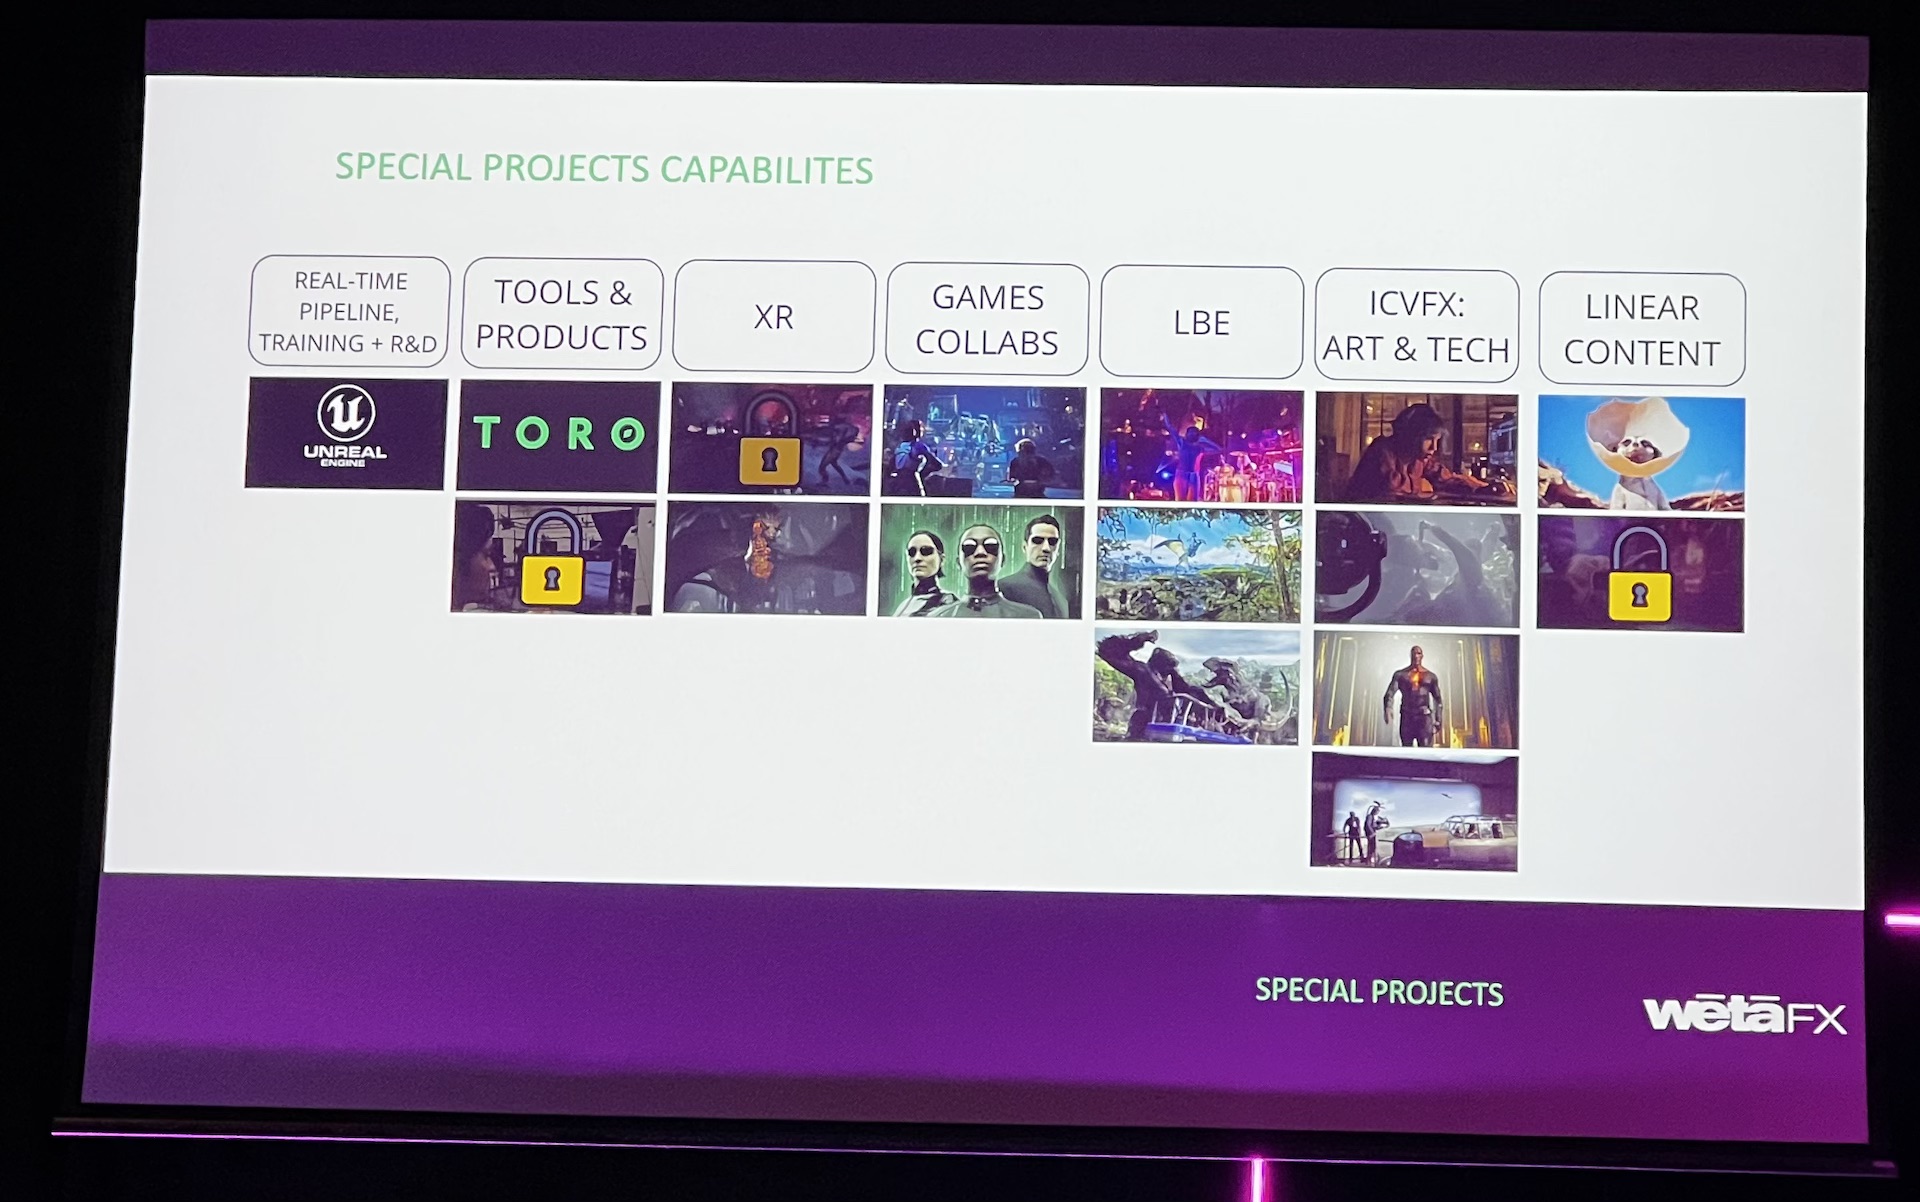 SPECIAL PROJECTS CAPABILITES
REAL-TIME
PIPELINE,
TRAINING + R&D
TOOLS &
PRODUCTS
XR
GAMES
COLLABS
LBE
ICVFX:
ART & TECH
LINEAR
CONTENT
UNREAL
ENGINE
TORO
SPECIAL PROJECTS
wētāFX